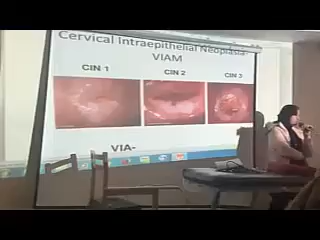 Cervical Intraepithelial Neoplasia-
VIAM
CIN 1
CIN 2
CIN 3
VIA-